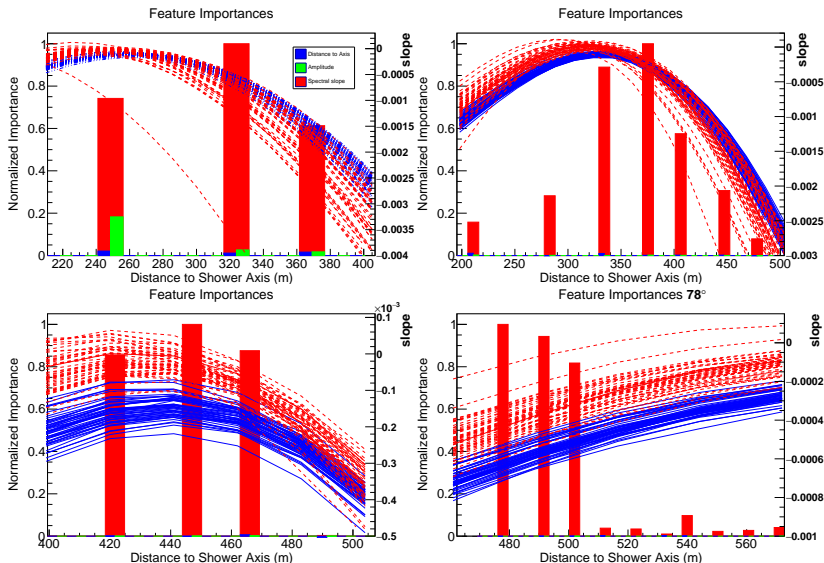 Feature Importances
Normalized Importance
0
0.2
0.4
0.6
0.8
1
Distance to Axis
Amplitude
Spectral slope
slope
0
−0.0005
−0.001
−0.0015
−0.002
−0.0025
−0.003
−0.0035
−0.004
220 240 260 280 300 320 340 360 380 400
Distance to Shower Axis (m)
Feature Importances
Normalized Importance
0
0.2
0.4
0.6
0.8
1
slope
0
−0.0005
−0.001
−0.0015
−0.002
−0.0025
−0.003
200 250 300 350 400 450 500
Distance to Shower Axis (m)
Feature Importances
Normalized Importance
0
0.2
0.4
0.6
0.8
1
×10⁻³
slope
0.1
0
−0.1
−0.2
−0.3
−0.4
−0.5
400 420 440 460 480 500
Distance to Shower Axis (m)
Feature Importances 78°
Normalized Importance
0
0.2
0.4
0.6
0.8
1
slope
0
−0.0002
−0.0004
−0.0006
−0.0008
−0.001
480 500 520 540 560
Distance to Shower Axis (m)